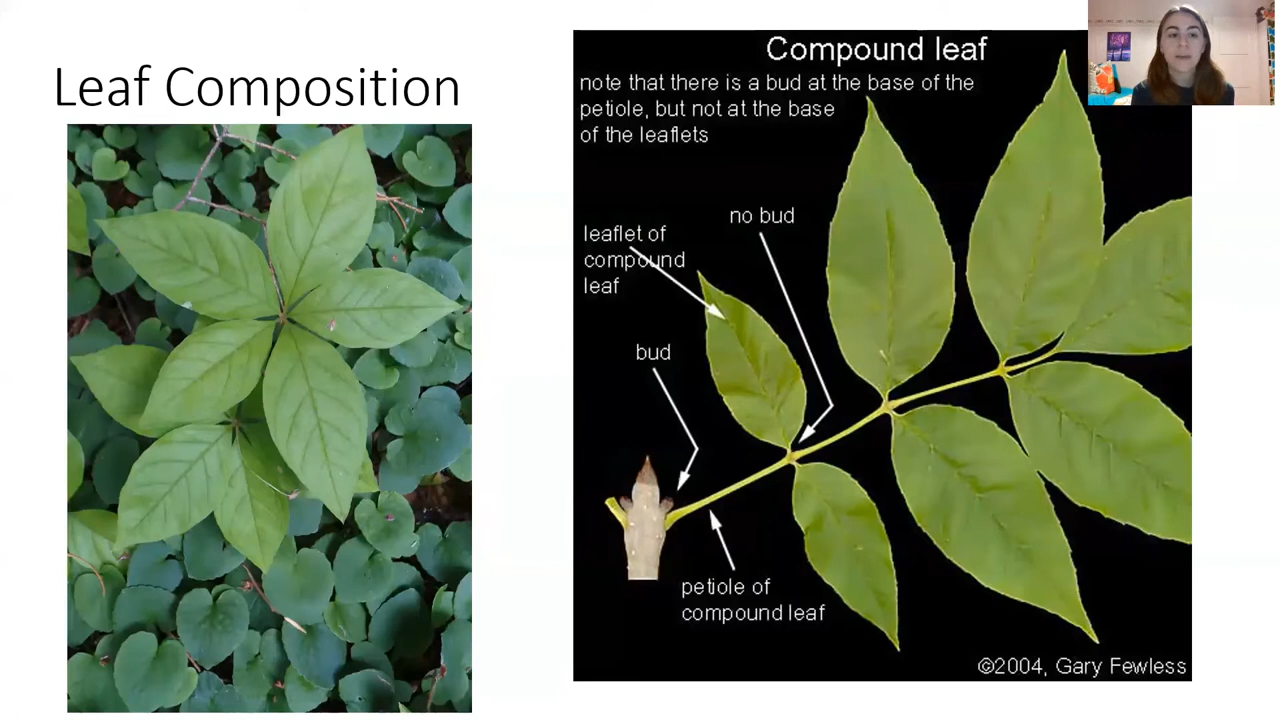 Leaf Composition
Compound leaf
note that there is a bud at the base of the
petiole, but not at the base
of the leaflets
no bud
leaflet of
compound
leaf
bud
petiole of
compound leaf
©2004, Gary Fewless